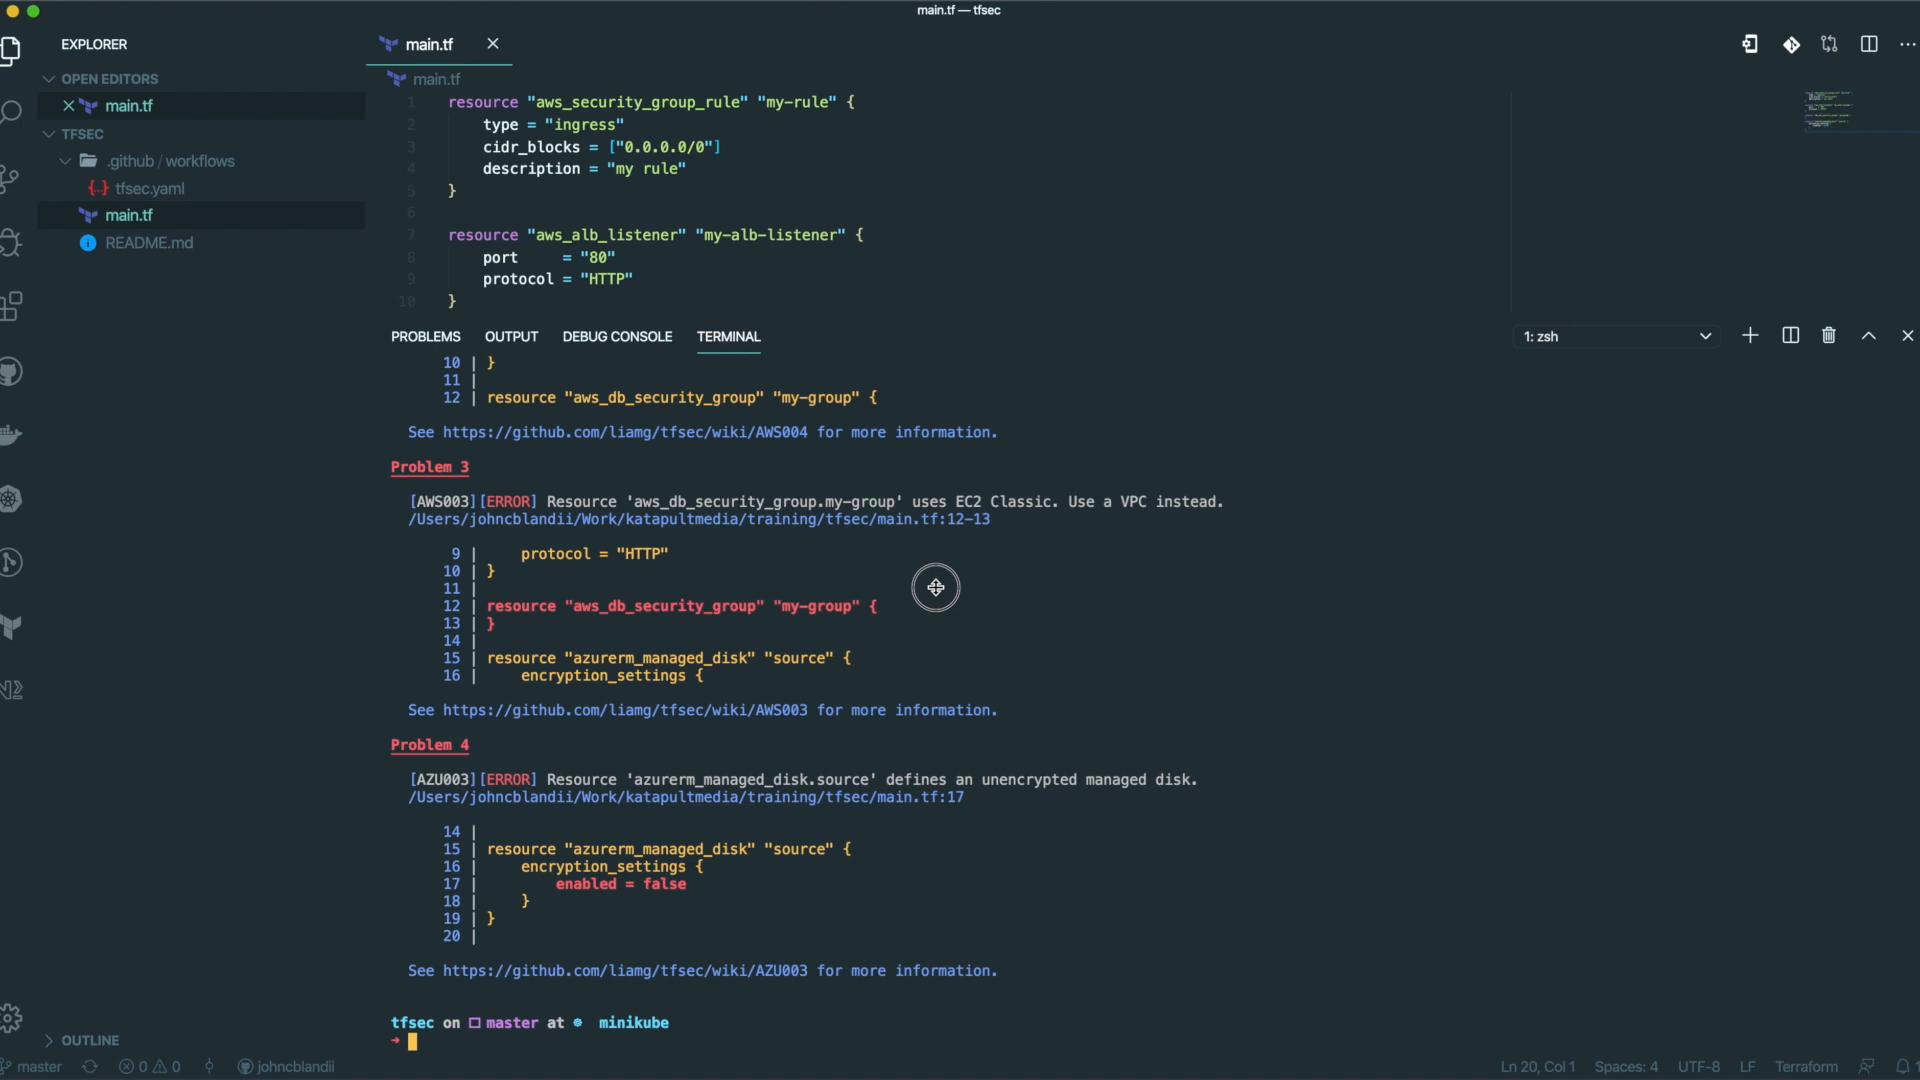 main.tf — tfsec
EXPLORER
main.tf
OPEN EDITORS
main.tf
main.tf
TFSEC
.github / workflows
{..} tfsec.yaml
main.tf
README.md
1 resource "aws_security_group_rule" "my-rule" {
2 type = "ingress"
3 cidr_blocks = ["0.0.0.0/0"]
4 description = "my rule"
5 }
6
7 resource "aws_alb_listener" "my-alb-listener" {
8 port     = "80"
9 protocol = "HTTP"
10 }
PROBLEMS OUTPUT DEBUG CONSOLE TERMINAL 1: zsh
10 | }
11 |
12 | resource "aws_db_security_group" "my-group" {
See https://github.com/liamg/tfsec/wiki/AWS004 for more information.
Problem 3
[AWS003][ERROR] Resource 'aws_db_security_group.my-group' uses EC2 Classic. Use a VPC instead.
/Users/johncblandii/Work/katapultmedia/training/tfsec/main.tf:12-13
9 | protocol = "HTTP"
10 | }
11 |
12 | resource "aws_db_security_group" "my-group" {
13 | }
14 |
15 | resource "azurerm_managed_disk" "source" {
16 | encryption_settings {
See https://github.com/liamg/tfsec/wiki/AWS003 for more information.
Problem 4
[AZU003][ERROR] Resource 'azurerm_managed_disk.source' defines an unencrypted managed disk.
/Users/johncblandii/Work/katapultmedia/training/tfsec/main.tf:17
14 |
15 | resource "azurerm_managed_disk" "source" {
16 | encryption_settings {
17 | enabled = false
18 | }
19 | }
20 |
See https://github.com/liamg/tfsec/wiki/AZU003 for more information.
tfsec on master at minikube
➜
OUTLINE
master 0 0 johncblandii Ln 20, Col 1 Spaces: 4 UTF-8 LF Terraform